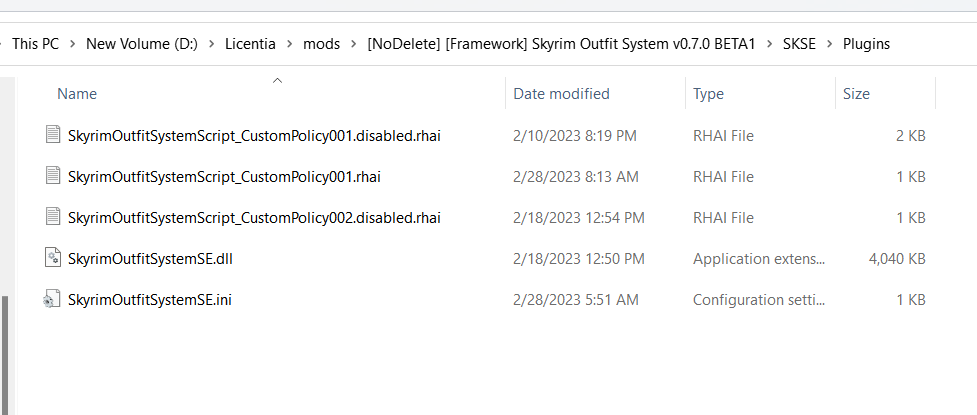 This PC > New Volume (D:) > Licentia > mods > [NoDelete] [Framework] Skyrim Outfit System v0.7.0 BETA1 > SKSE > Plugins
Name Date modified Type Size
SkyrimOutfitSystemScript_CustomPolicy001.disabled.rhai 2/10/2023 8:19 PM RHAI File 2 KB
SkyrimOutfitSystemScript_CustomPolicy001.rhai 2/28/2023 8:13 AM RHAI File 1 KB
SkyrimOutfitSystemScript_CustomPolicy002.disabled.rhai 2/18/2023 12:54 PM RHAI File 1 KB
SkyrimOutfitSystemSE.dll 2/18/2023 12:50 PM Application extens... 4,040 KB
SkyrimOutfitSystemSE.ini 2/28/2023 5:51 AM Configuration setti... 1 KB